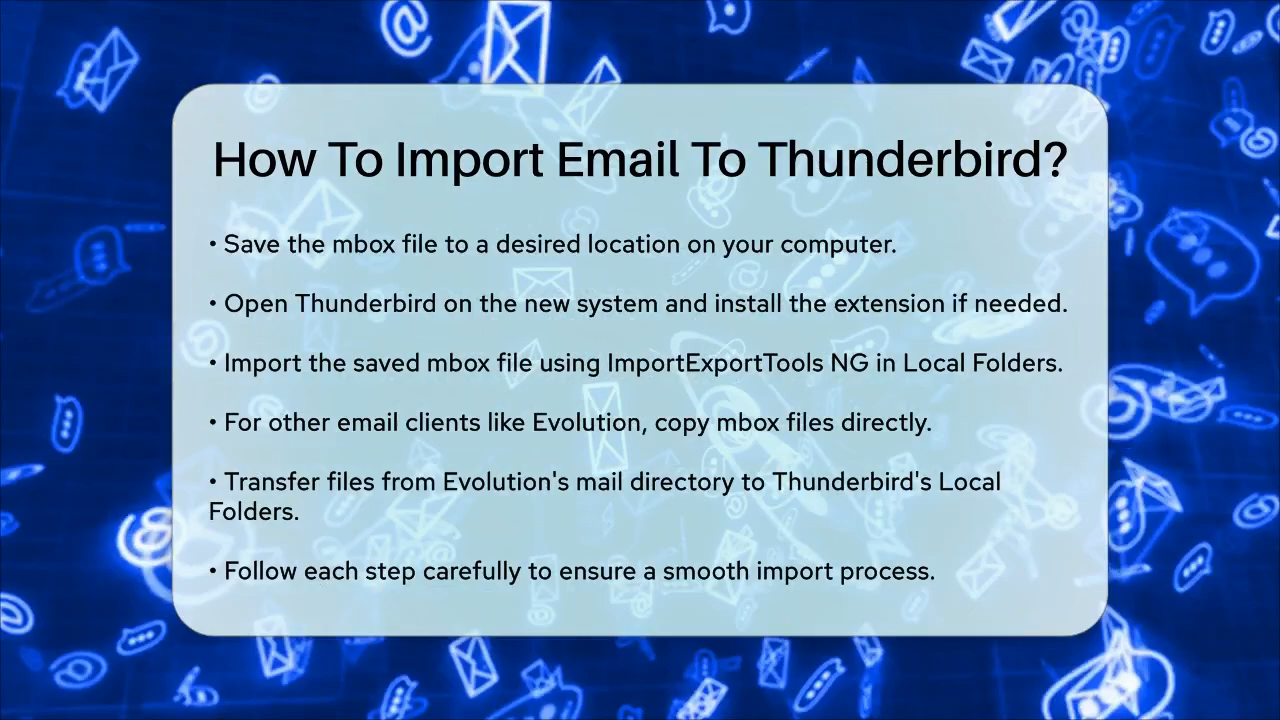 How To Import Email To Thunderbird?
• Save the mbox file to a desired location on your computer.
• Open Thunderbird on the new system and install the extension if needed.
• Import the saved mbox file using ImportExportTools NG in Local Folders.
• For other email clients like Evolution, copy mbox files directly.
• Transfer files from Evolution's mail directory to Thunderbird's Local
Folders.
• Follow each step carefully to ensure a smooth import process.